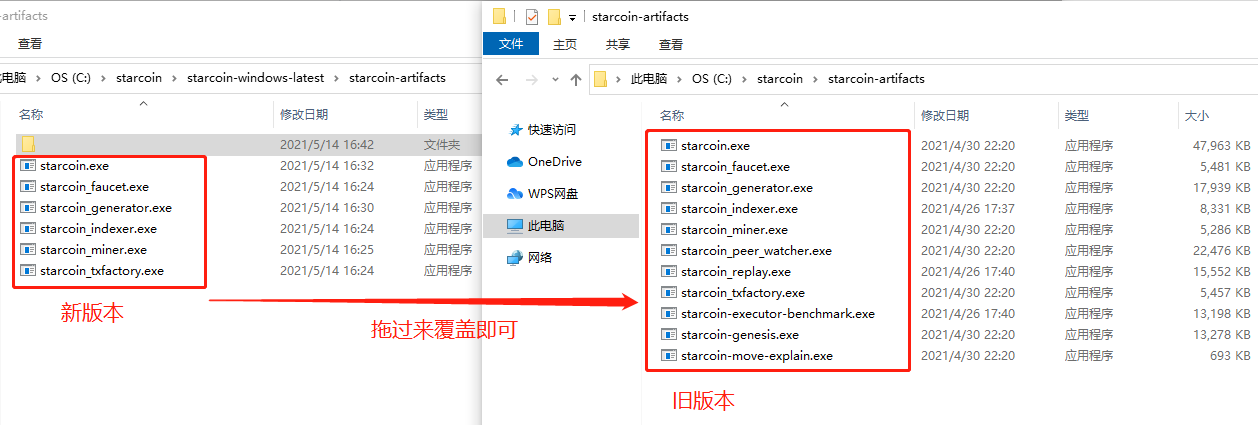 -artifacts
查看
此电脑 > OS (C:) > starcoin > starcoin-windows-latest > starcoin-artifacts
名称 修改日期 类型
2021/5/14 16:42 文件夹
starcoin.exe 2021/5/14 16:32 应用程序
starcoin_faucet.exe 2021/5/14 16:24 应用程序
starcoin_generator.exe 2021/5/14 16:30 应用程序
starcoin_indexer.exe 2021/5/14 16:24 应用程序
starcoin_miner.exe 2021/5/14 16:25 应用程序
starcoin_txfactory.exe 2021/5/14 16:24 应用程序
新版本
拖过来覆盖即可
starcoin-artifacts
文件 主页 共享 查看
此电脑 > OS (C:) > starcoin > starcoin-artifacts
快速访问
OneDrive
WPS网盘
此电脑
网络
名称 修改日期 类型 大小
starcoin.exe 2021/4/30 22:20 应用程序 47,963 KB
starcoin_faucet.exe 2021/4/30 22:20 应用程序 5,481 KB
starcoin_generator.exe 2021/4/30 22:20 应用程序 17,939 KB
starcoin_indexer.exe 2021/4/26 17:37 应用程序 8,331 KB
starcoin_miner.exe 2021/4/30 22:20 应用程序 5,286 KB
starcoin_peer_watcher.exe 2021/4/30 22:20 应用程序 22,476 KB
starcoin_replay.exe 2021/4/26 17:40 应用程序 15,552 KB
starcoin_txfactory.exe 2021/4/30 22:20 应用程序 5,457 KB
starcoin-executor-benchmark.exe 2021/4/26 17:40 应用程序 13,198 KB
starcoin-genesis.exe 2021/4/30 22:20 应用程序 13,278 KB
starcoin-move-explain.exe 2021/4/30 22:20 应用程序 693 KB
旧版本